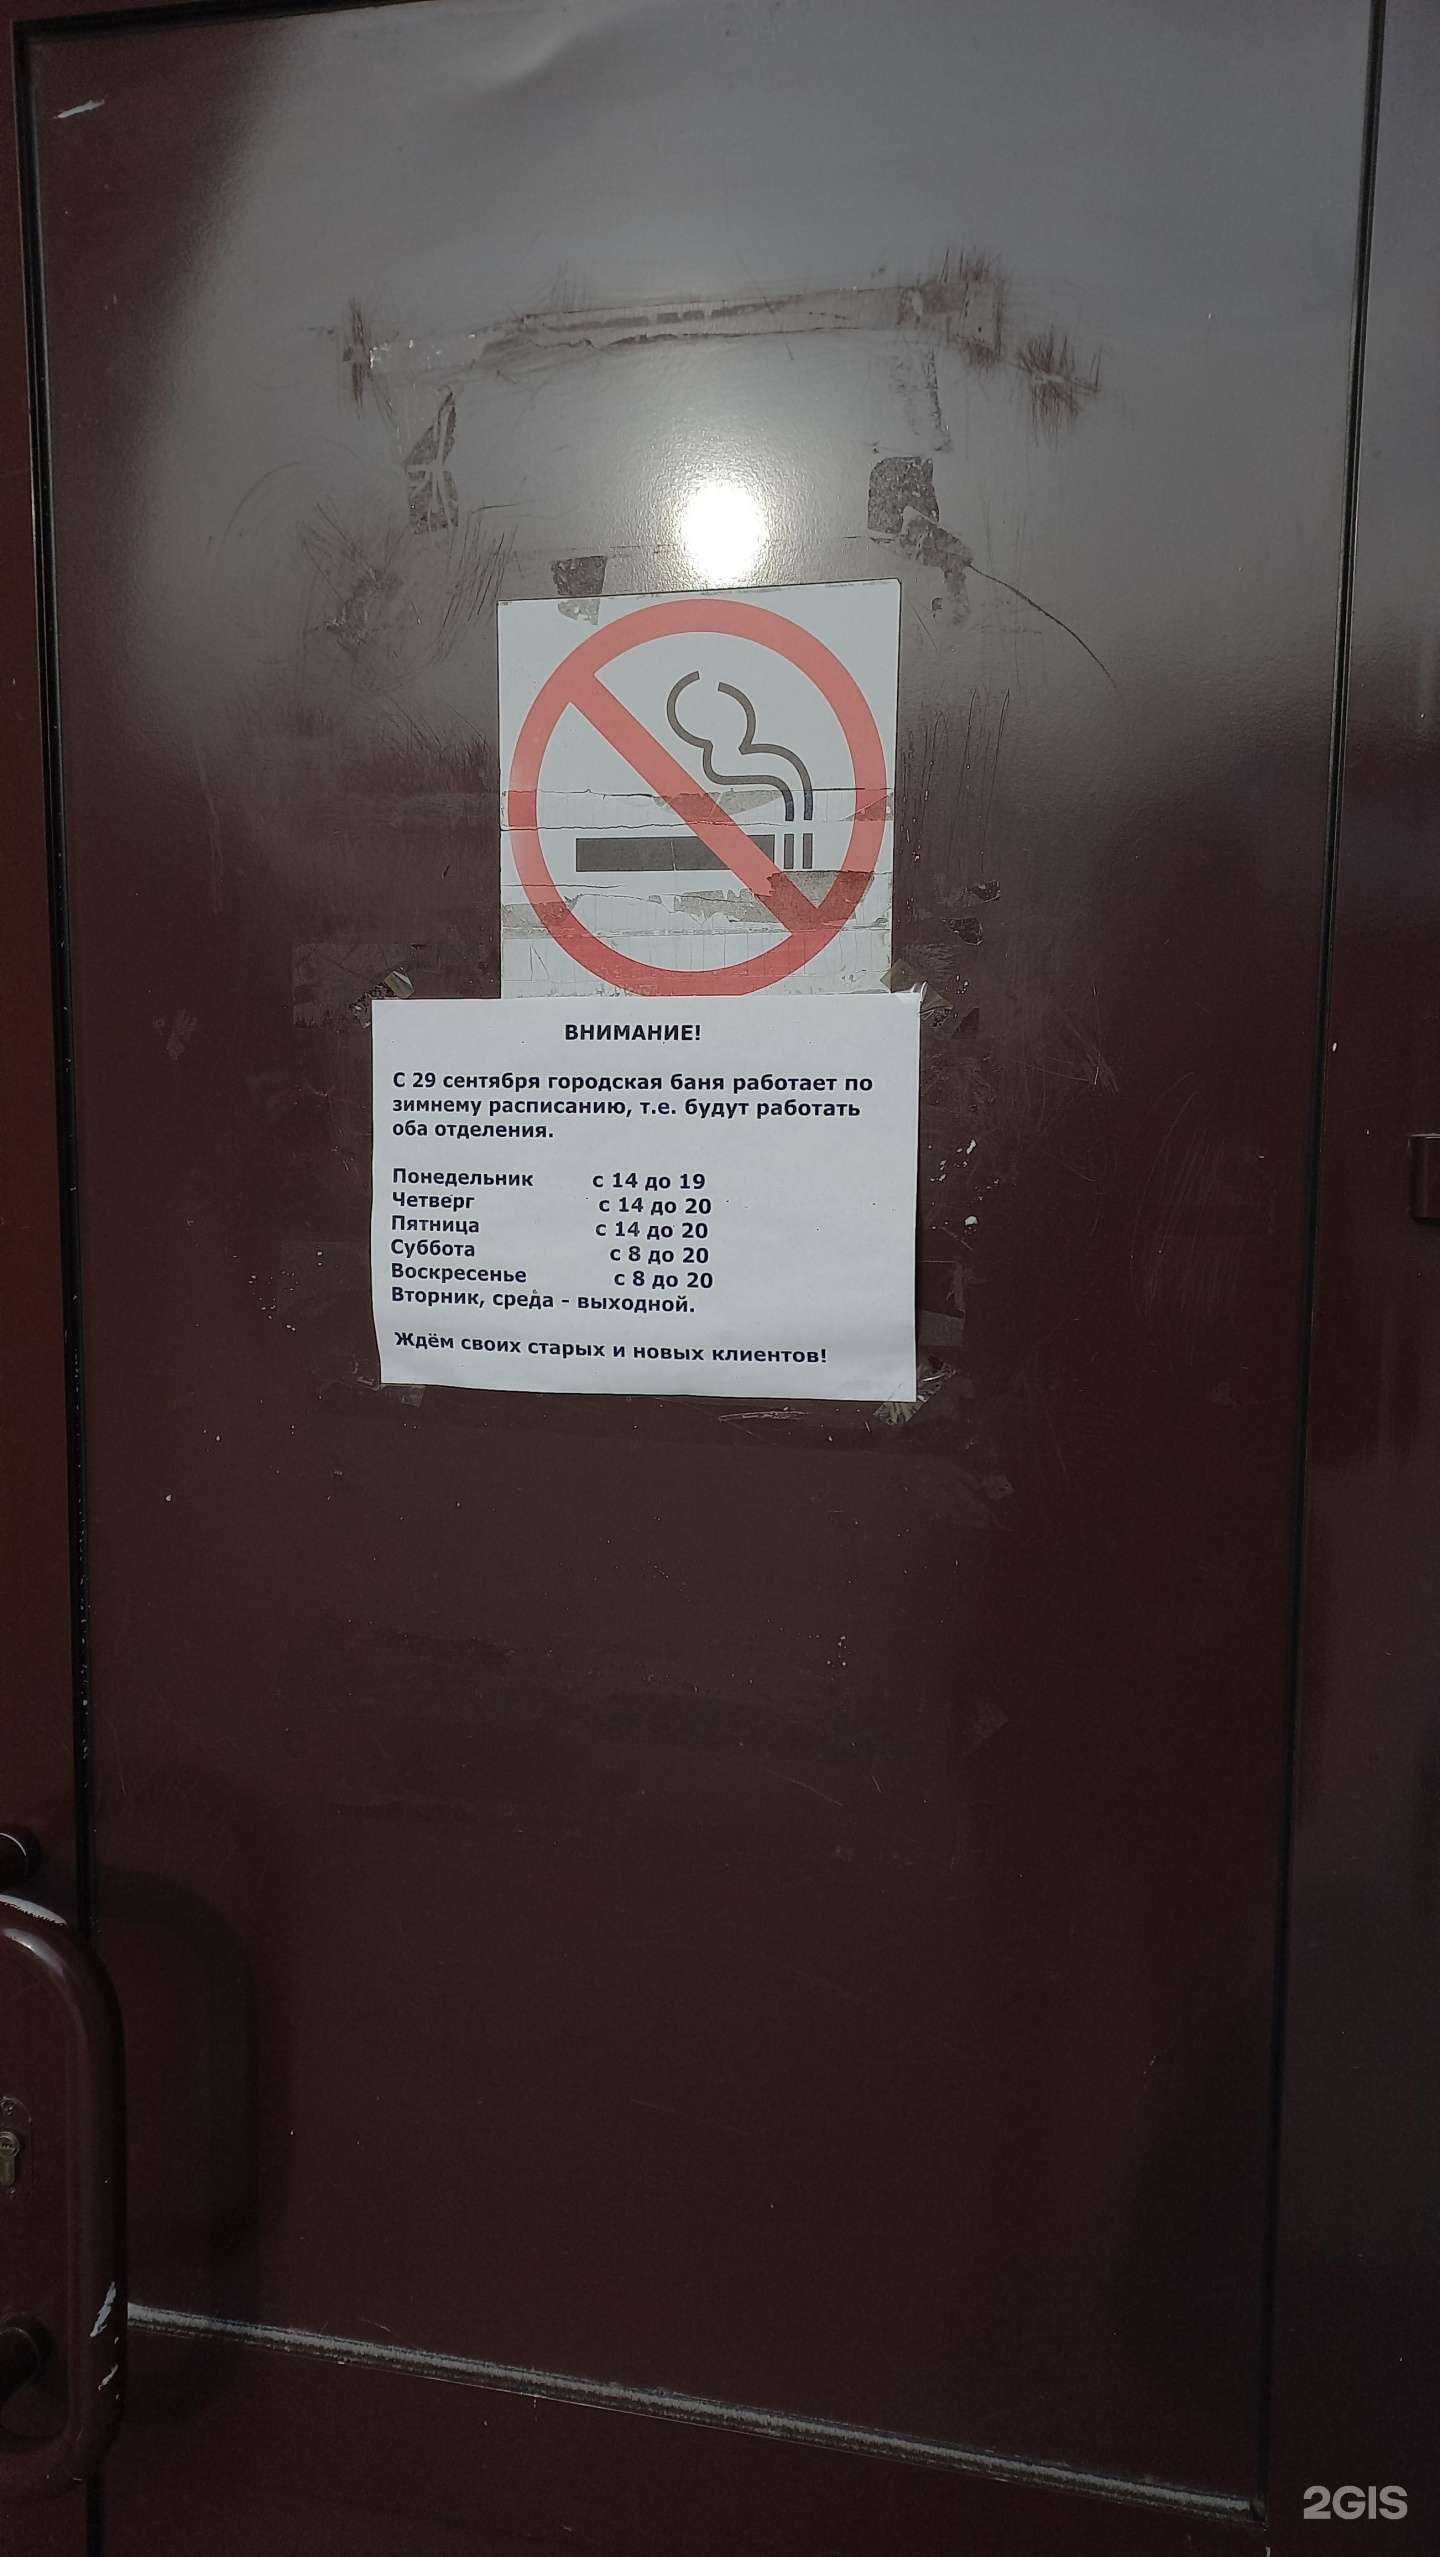 ВНИМАНИЕ!
С 29 сентября городская баня работает по
зимнему расписанию, т.е. будут работать
оба отделения.
Понедельник с 14 до 19
Четверг с 14 до 20
Пятница с 14 до 20
Суббота с 8 до 20
Воскресенье с 8 до 20
Вторник, среда - выходной.
Ждём своих старых и новых клиентов!
2GIS